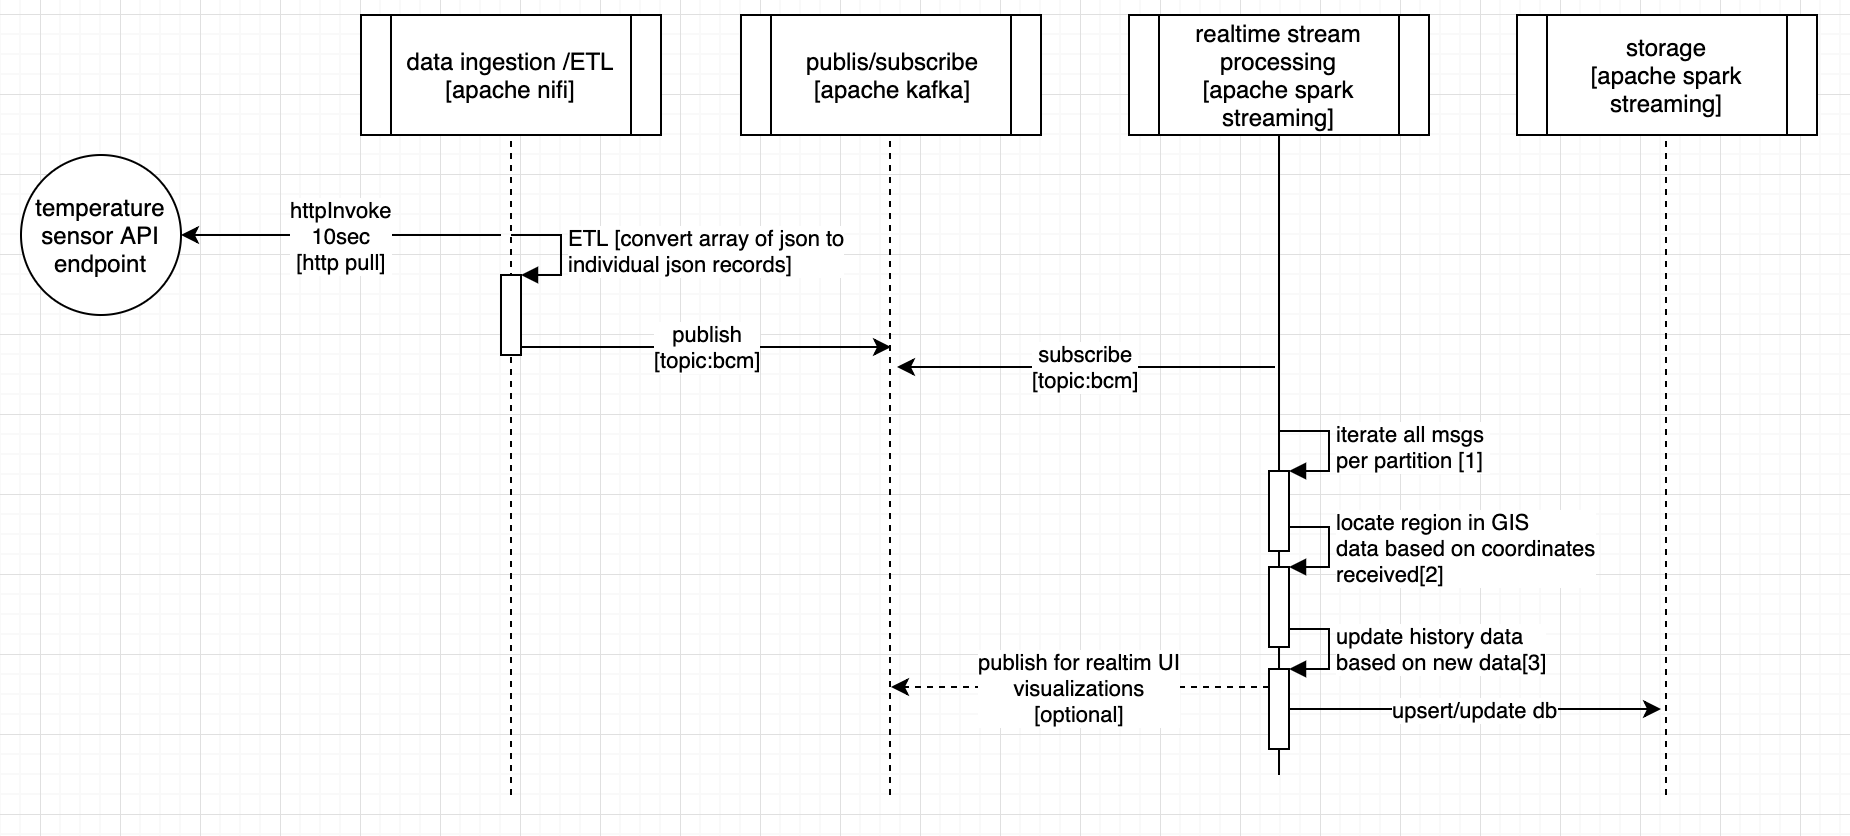 data ingestion /ETL
[apache nifi]
publis/subscribe
[apache kafka]
realtime stream
processing
[apache spark
streaming]
storage
[apache spark
streaming]
temperature
sensor API
endpoint
httpInvoke
10sec
[http pull]
ETL [convert array of json to
individual json records]
publish
[topic:bcm]
subscribe
[topic:bcm]
iterate all msgs
per partition [1]
locate region in GIS
data based on coordinates
received[2]
update history data
based on new data[3]
publish for realtim UI
visualizations
[optional]
upsert/update db